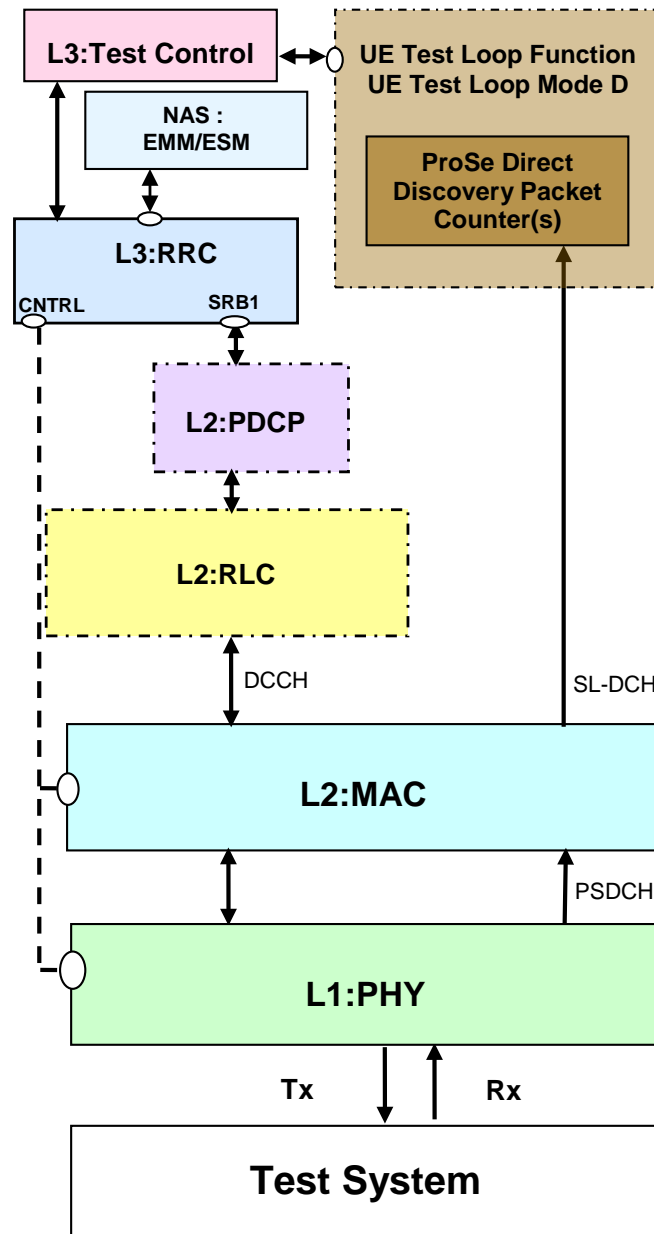 L3:Test Control
UE Test Loop Function
UE Test Loop Mode D
NAS :
EMM/ESM
ProSe Direct
Discovery Packet
Counter(s)
L3:RRC
CNTRL
SRB1
L2:PDCP
L2:RLC
DCCH
SL-DCH
L2:MAC
PSDCH
L1:PHY
Tx
Rx
Test System